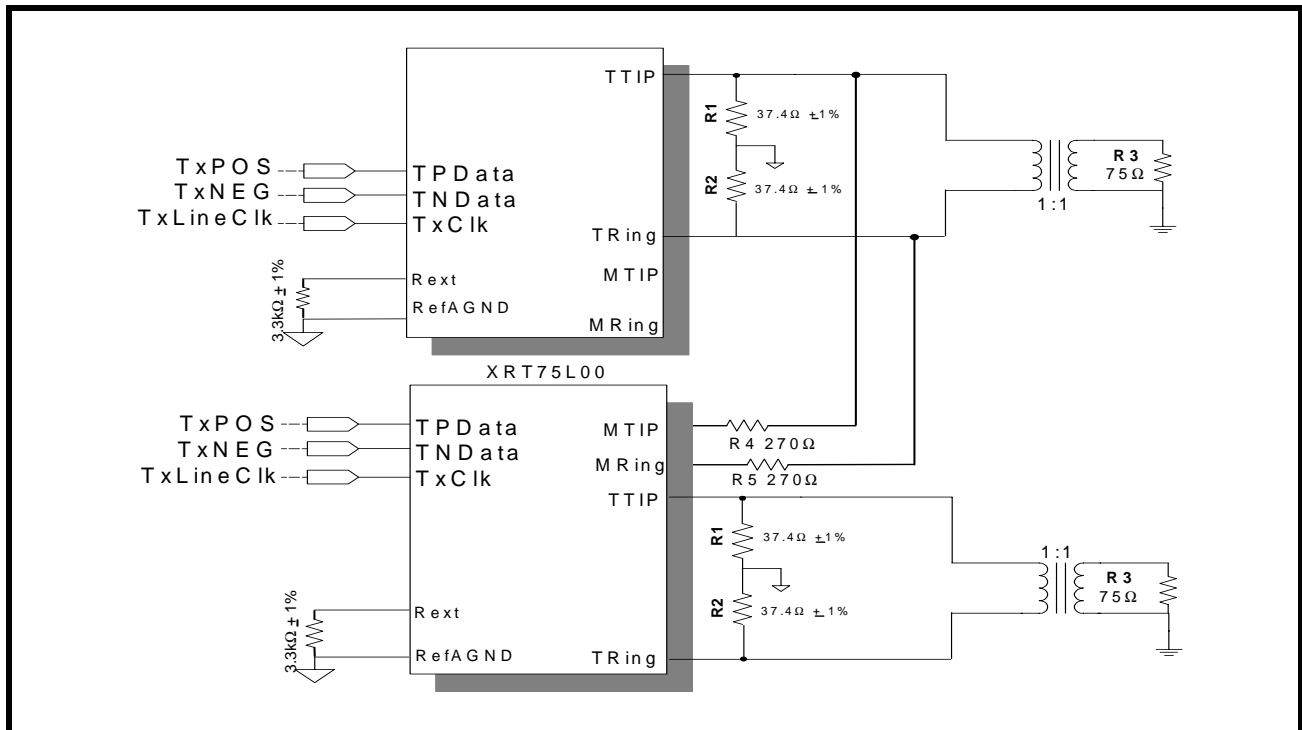 TTIP
R1
37.4Ω ±1%
R2
37.4Ω ±1%
R3
75Ω
1:1
TxPOS
TPData
TxNEG
TNData
TxLineClk
TxClk
TRing
MTIP
MRing
Rext
RefAGND
3.3kΩ ± 1%
XRT75L00
TxPOS
TPData
TxNEG
TNData
TxLineClk
TxClk
MTIP
R4 270Ω
MRing
R5 270Ω
TTIP
R1
37.4Ω ±1%
R2
37.4Ω ±1%
1:1
R3
75Ω
Rext
RefAGND
3.3kΩ ± 1%
TRing